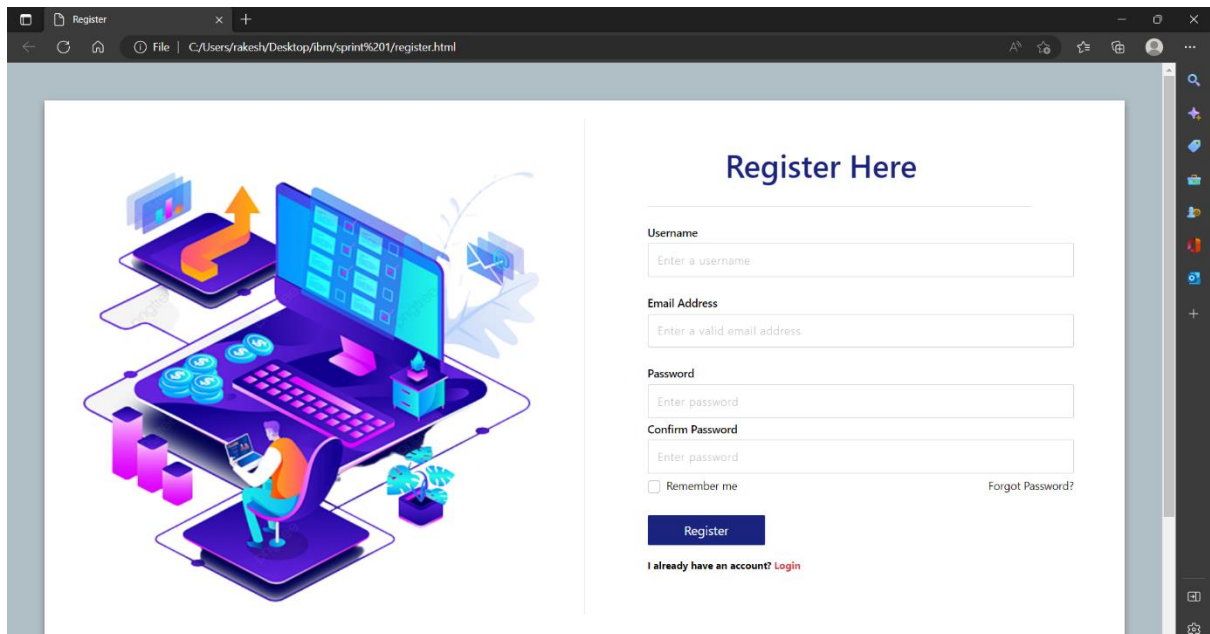 Register
File | C:/Users/rakesh/Desktop/ibm/sprint%201/register.html
Register Here
Username
Enter a username
Email Address
Enter a valid email address
Password
Enter password
Confirm Password
Enter password
Remember me Forgot Password?
Register
I already have an account? Login